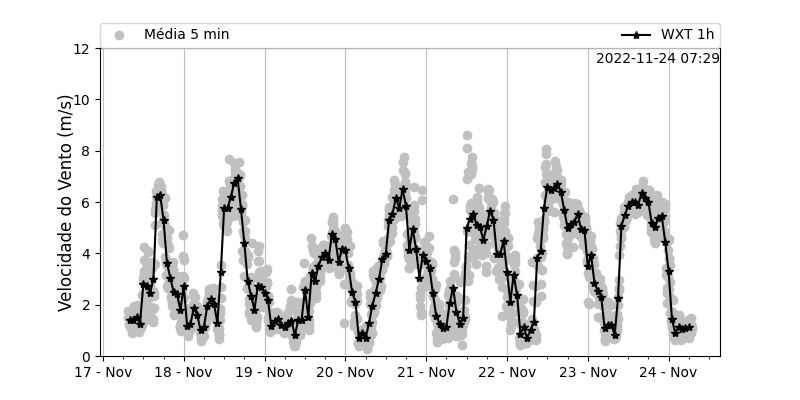 Média 5 min
WXT 1h
2022-11-24 07:29
Velocidade do Vento (m/s)
12
10
8
6
4
2
0
17 - Nov
18 - Nov
19 - Nov
20 - Nov
21 - Nov
22 - Nov
23 - Nov
24 - Nov